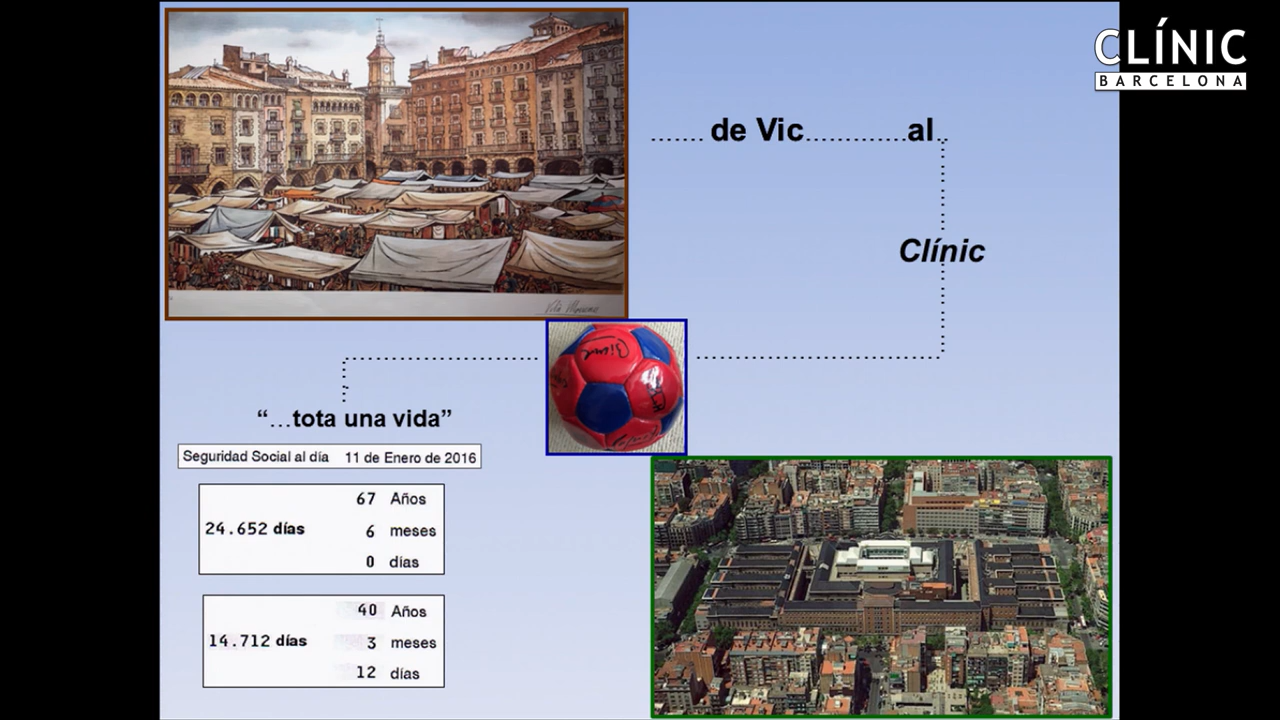 CLÍNIC
BARCELONA
...... de Vic ............ al ..
Clínic
“...tota una vida”
Seguridad Social al día 11 de Enero de 2016
67 Años
24.652 días 6 meses
0 días
40 Años
14.712 días 3 meses
12 días